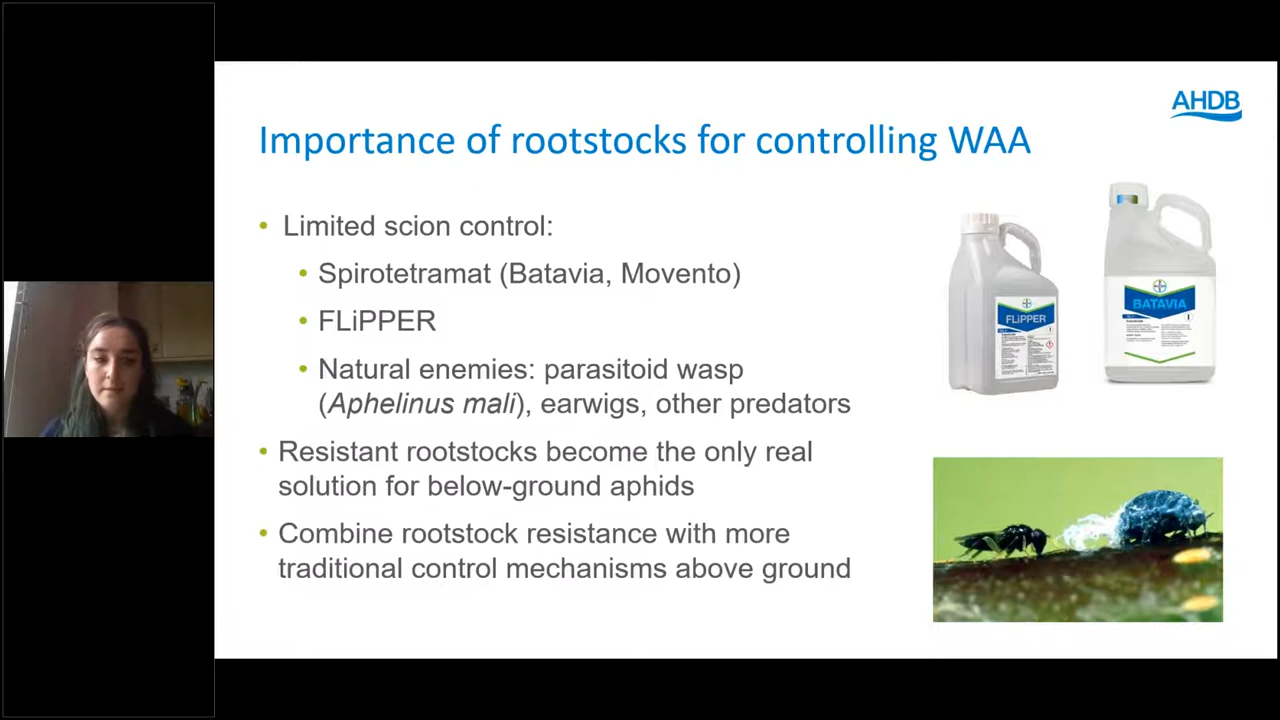 AHDB
Importance of rootstocks for controlling WAA
• Limited scion control:
• Spirotetramat (Batavia, Movento)
• FLiPPER
• Natural enemies: parasitoid wasp
(Aphelinus mali), earwigs, other predators
• Resistant rootstocks become the only real
solution for below-ground aphids
• Combine rootstock resistance with more
traditional control mechanisms above ground
FLiPPER
BATAVIA